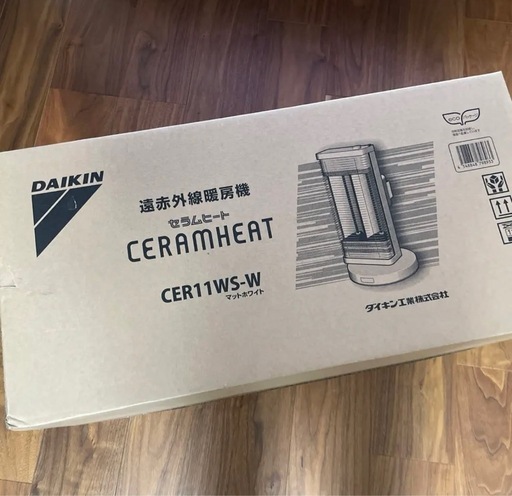 DAIKIN
遠赤外線暖房機
セラムヒート
CERAMHEAT
CER11WS-W
マットホワイト
ダイキン工業株式会社
eco